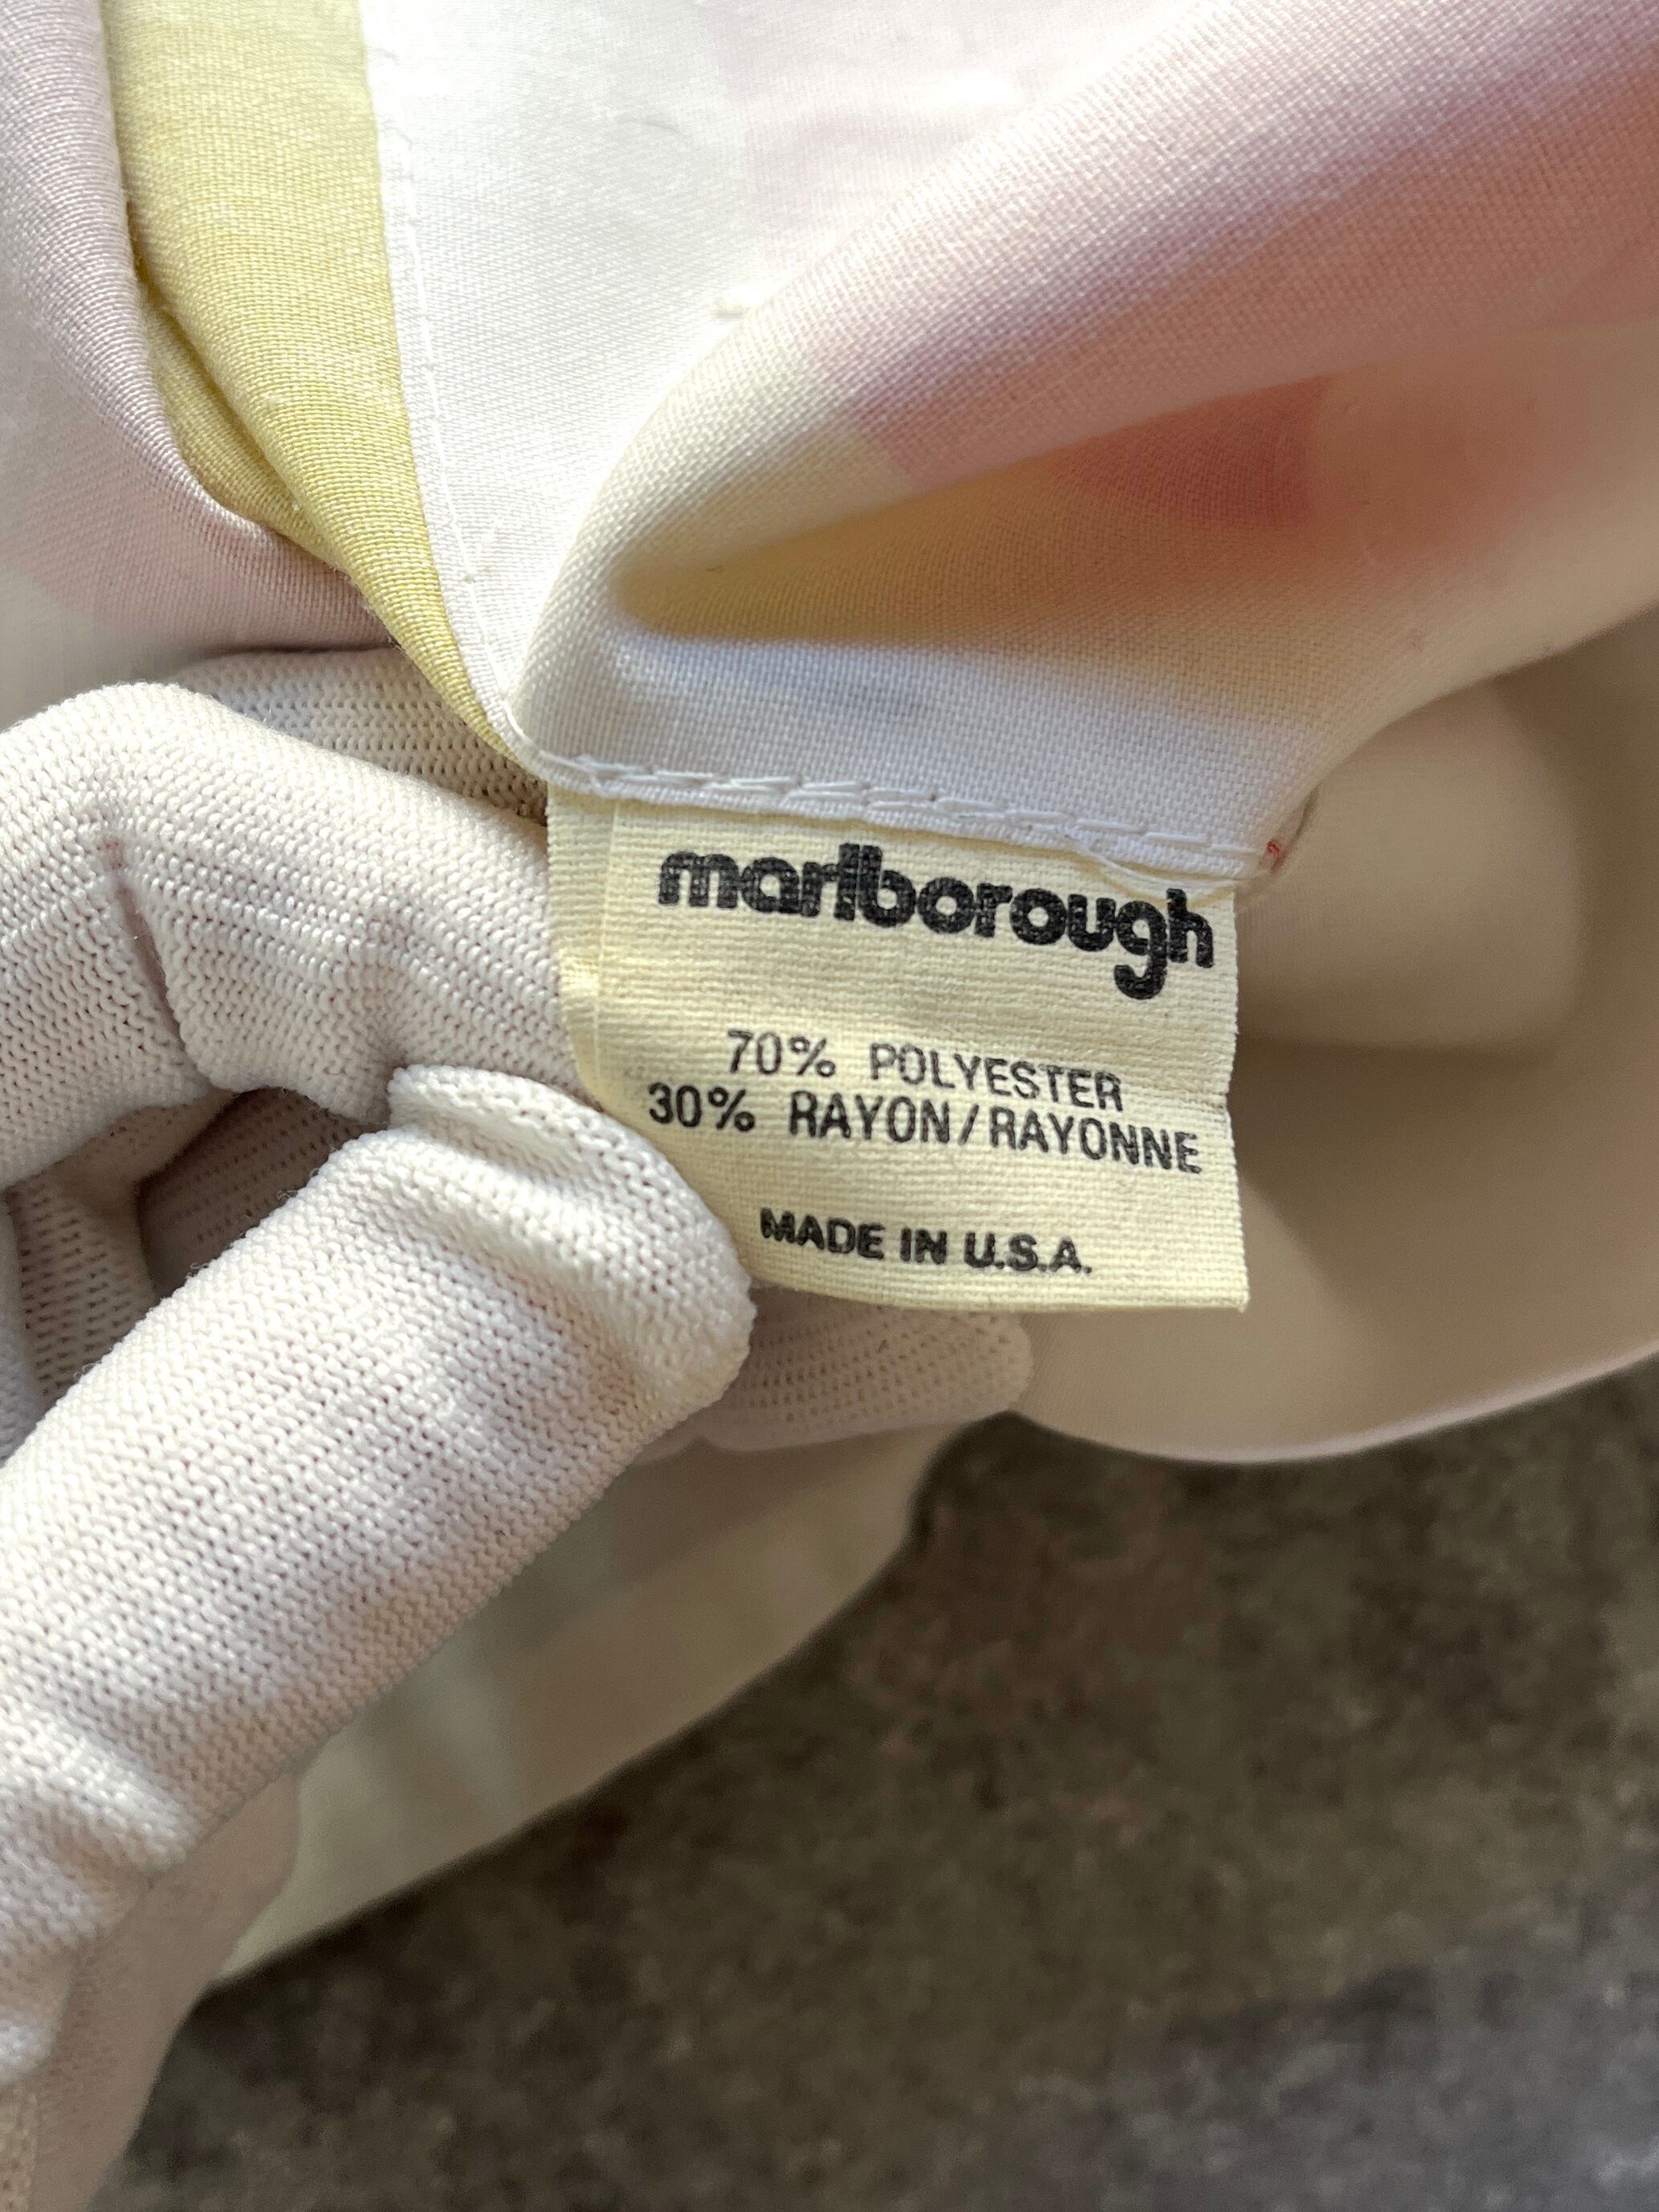 marlborough
70% POLYESTER
30% RAYON/RAYONNE
MADE IN U.S.A.